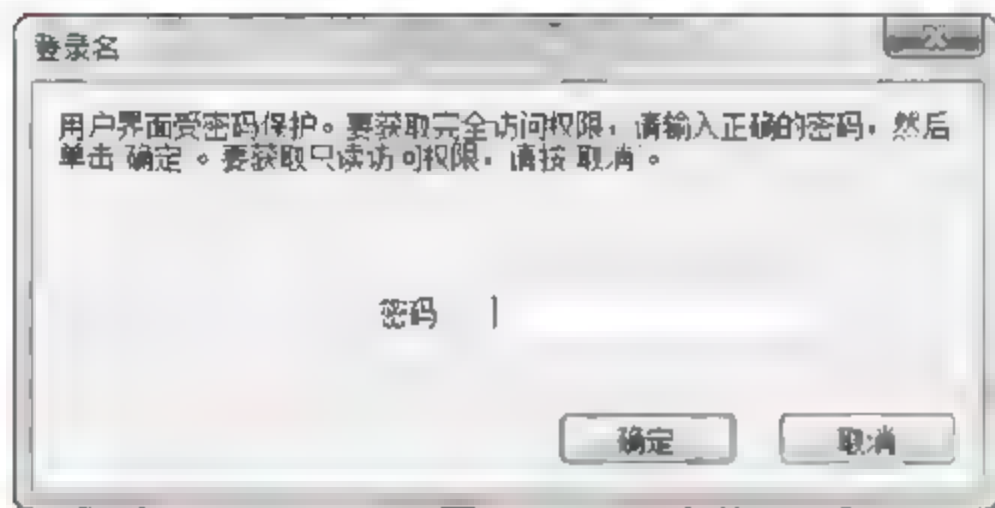 登录名
用户界面受密码保护。要获取完全访问权限，请输入正确的密码，然后
单击 确定 。要获取只读访问权限，请按 取消 。
密码
确定
取消